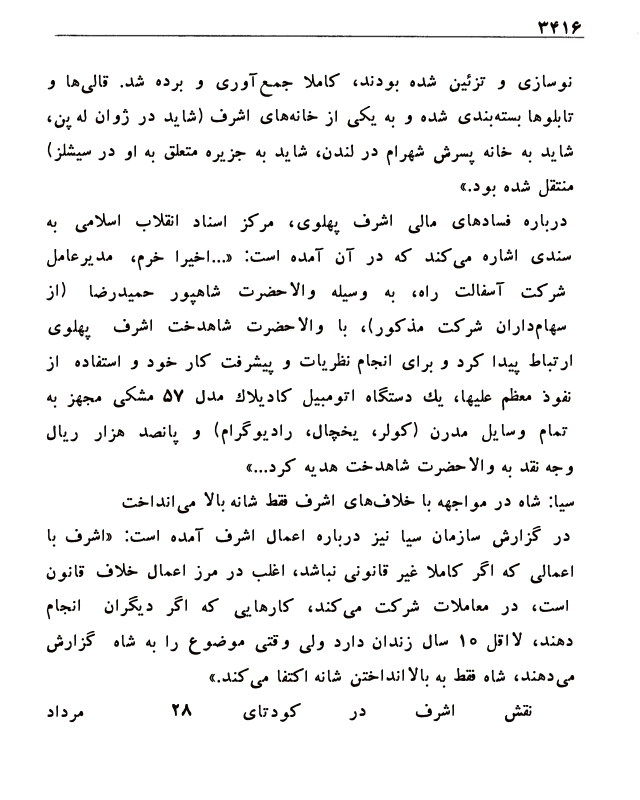 ۳۴۱۶
نوسازی و تزئین شده بودند، کاملا جمع‌آوری و برده شد. قالی‌ها و
تابلوها بسته‌بندی شده و به یکی از خانه‌های اشرف (شاید در ژوان له پن،
شاید به خانه پسرش شهرام در لندن، شاید به جزیره متعلق به او در سیشلز)
منتقل شده بود.»
درباره فسادهای مالی اشرف پهلوی، مرکز اسناد انقلاب اسلامی به
سندی اشاره می‌کند که در آن آمده است: «...اخیرا خرم، مدیرعامل
شرکت آسفالت راه، به وسیله والاحضرت شاهپور حمیدرضا (از
سهام‌داران شرکت مذکور)، با والاحضرت شاهدخت اشرف پهلوی
ارتباط پیدا کرد و برای انجام نظریات و پیشرفت کار خود و استفاده از
نفوذ معظم علیها، یك دستگاه اتومبیل کادیلاك مدل ۵۷ مشکی مجهز به
تمام وسایل مدرن (کولر، یخچال، رادیوگرام) و پانصد هزار ریال
وجه نقد به والاحضرت شاهدخت هدیه کرد...»
سیا: شاه در مواجهه با خلاف‌های اشرف فقط شانه بالا می‌انداخت
در گزارش سازمان سیا نیز درباره اعمال اشرف آمده است: «اشرف با
اعمالی که اگر کاملا غیر قانونی نباشد، اغلب در مرز اعمال خلاف قانون
است، در معاملات شرکت می‌کند، کارهایی که اگر دیگران انجام
دهند، لااقل ۱۰ سال زندان دارد ولی وقتی موضوع را به شاه گزارش
می‌دهند، شاه فقط به بالاانداختن شانه اکتفا می‌کند.»
نقش اشرف در کودتای ۲۸ مرداد